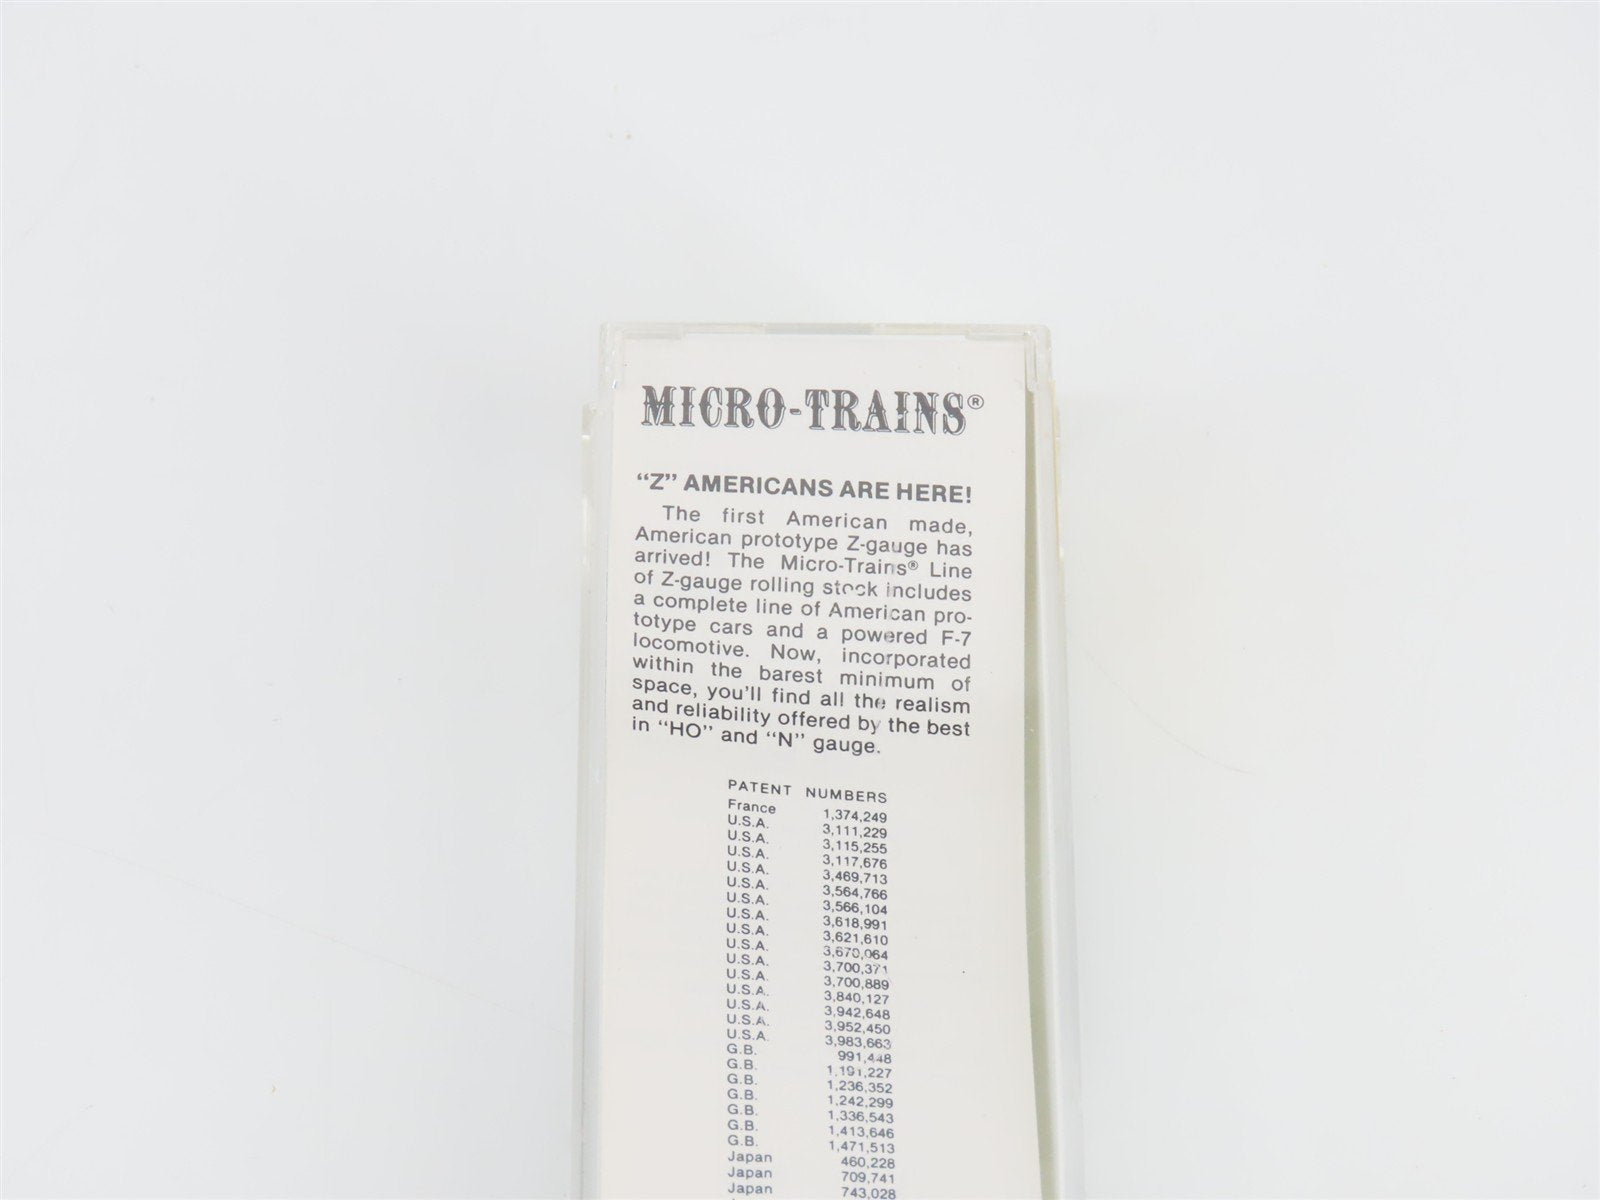 MICRO-TRAINS®
“Z” AMERICANS ARE HERE!
The first American made,
American prototype Z-gauge has
arrived! The Micro-Trains® Line
of Z-gauge rolling stock includes
a complete line of American pro-
totype cars and a powered F-7
locomotive. Now, incorporated
within the barest minimum of
space, you’ll find all the realism
and reliability offered by the best
in “HO” and “N” gauge.
PATENT NUMBERS
France 1,374,249
U.S.A. 3,111,229
U.S.A. 3,115,255
U.S.A. 3,117,676
U.S.A. 3,469,713
U.S.A. 3,564,766
U.S.A. 3,566,104
U.S.A. 3,618,991
U.S.A. 3,621,610
U.S.A. 3,670,064
U.S.A. 3,700,371
U.S.A. 3,700,889
U.S.A. 3,840,127
U.S.A. 3,942,648
U.S.A. 3,952,450
U.S.A. 3,983,663
G.B. 991,448
G.B. 1,191,227
G.B. 1,236,352
G.B. 1,242,299
G.B. 1,336,543
G.B. 1,413,646
G.B. 1,471,513
Japan 460,228
Japan 709,741
Japan 743,028